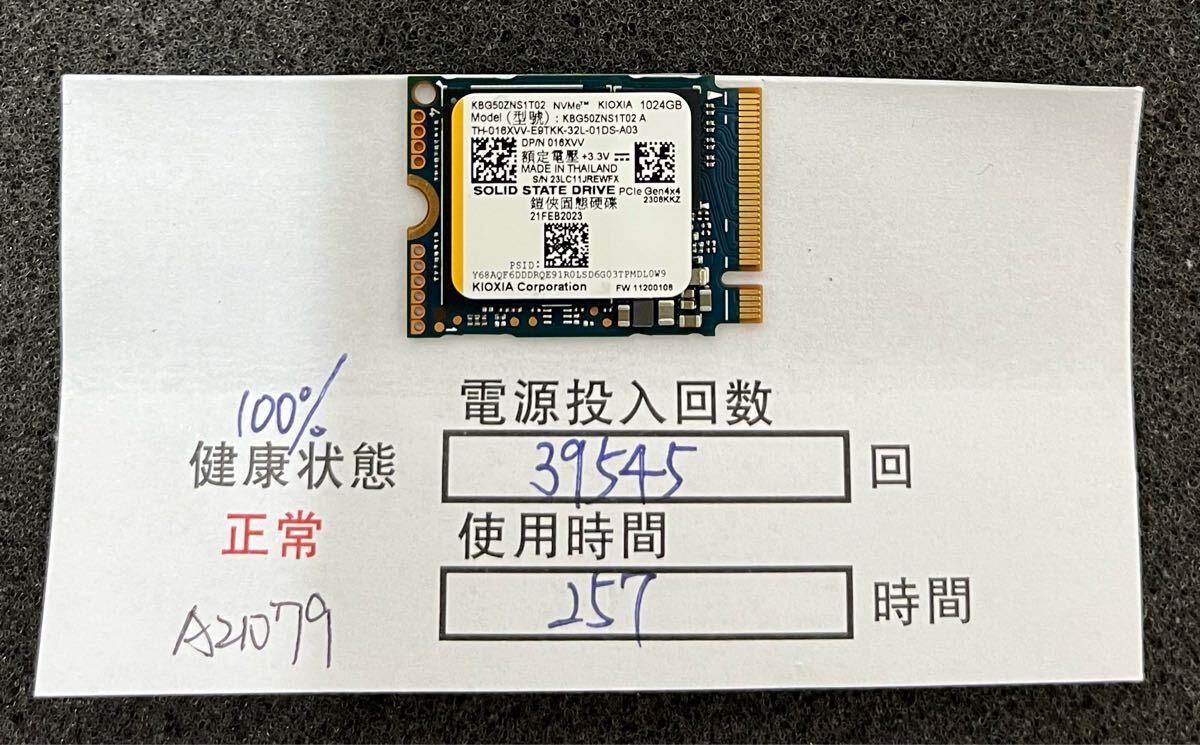 KBG50ZNS1T02 NVMe™ KIOXIA 1024GB
Model (型號) : KBG50ZNS1T02 A
TH-016XVV-E9TKK-32L-01DS-A03
DP/N 016XVV
額定電壓 +3.3V
MADE IN THAILAND
S/N 23LC11JREWFX
SOLID STATE DRIVE PCIe Gen4x4
2308KKZ
鎧俠固態硬碟
21FEB2023
PSID:
Y68AQF6DDDRQE91R0LSD6G03TPMDL0W9
KIOXIA Corporation FW 11200108
100%
健康状態
正常
A21079
電源投入回数
39545 回
使用時間
257 時間